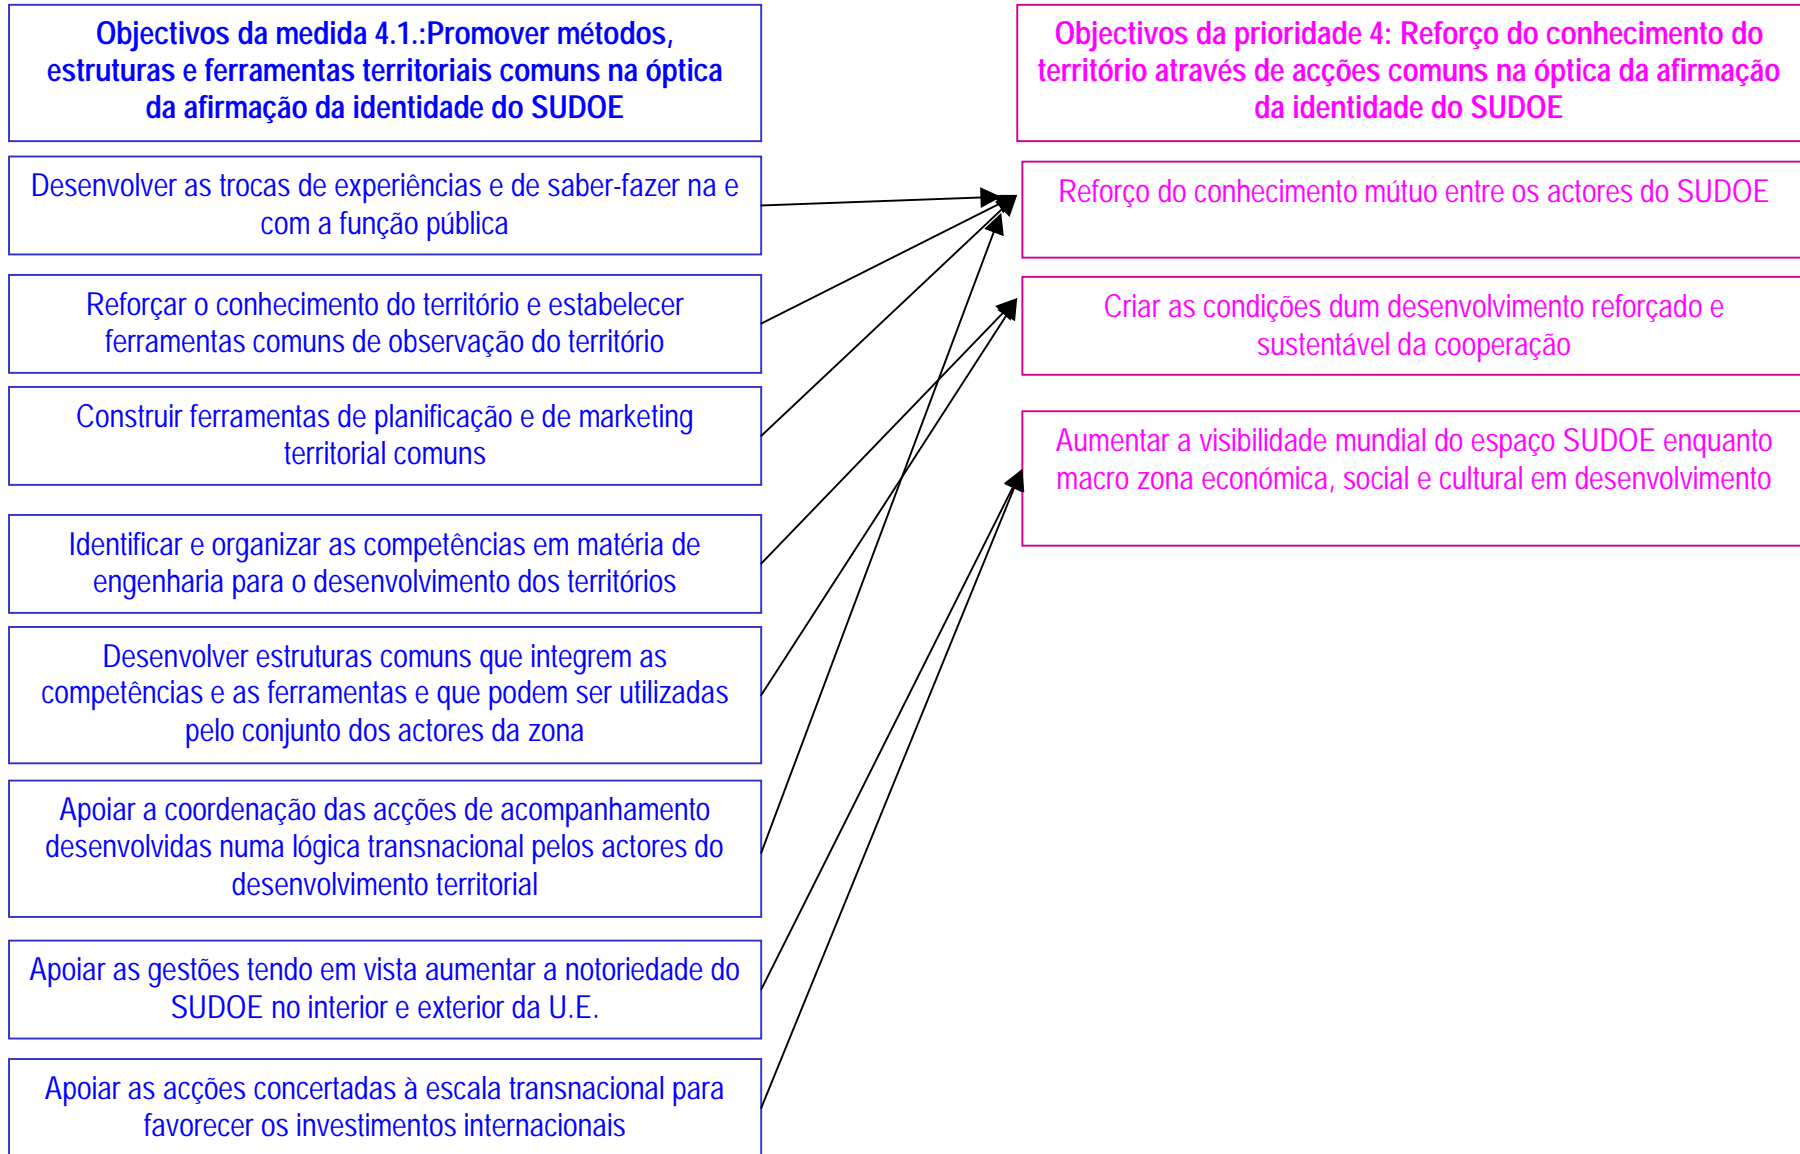 Objectivos da medida 4.1.:Promover métodos,
estruturas e ferramentas territoriais comuns na óptica
da afirmação da identidade do SUDOE
Desenvolver as trocas de experiências e de saber-fazer na e
com a função pública
Reforçar o conhecimento do território e estabelecer
ferramentas comuns de observação do território
Construir ferramentas de planificação e de marketing
territorial comuns
Identificar e organizar as competências em matéria de
engenharia para o desenvolvimento dos territórios
Desenvolver estruturas comuns que integrem as
competências e as ferramentas e que podem ser utilizadas
pelo conjunto dos actores da zona
Apoiar a coordenação das acções de acompanhamento
desenvolvidas numa lógica transnacional pelos actores do
desenvolvimento territorial
Apoiar as gestões tendo em vista aumentar a notoriedade do
SUDOE no interior e exterior da U.E.
Apoiar as acções concertadas à escala transnacional para
favorecer os investimentos internacionais
Objectivos da prioridade 4: Reforço do conhecimento do
território através de acções comuns na óptica da afirmação
da identidade do SUDOE
Reforço do conhecimento mútuo entre os actores do SUDOE
Criar as condições dum desenvolvimento reforçado e
sustentável da cooperação
Aumentar a visibilidade mundial do espaço SUDOE enquanto
macro zona económica, social e cultural em desenvolvimento